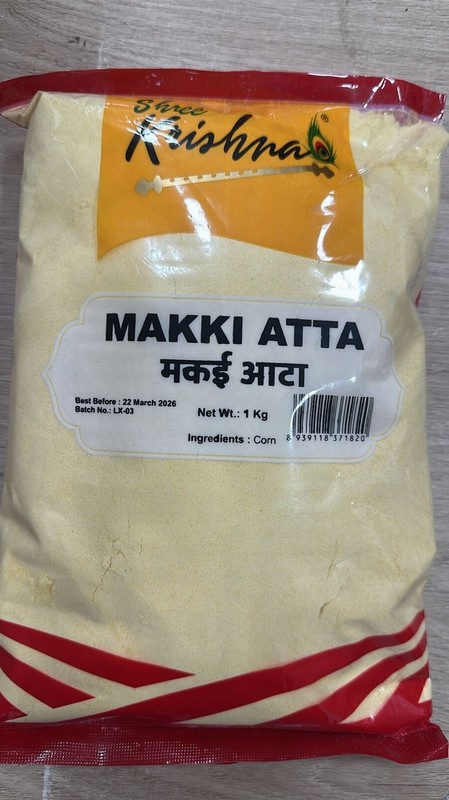 Shree
Krishna
®
MAKKI ATTA
मकई आटा
Best Before : 22 March 2026
Batch No.: LX-03
Net Wt.: 1 Kg
Ingredients : Corn
8 939118 371820